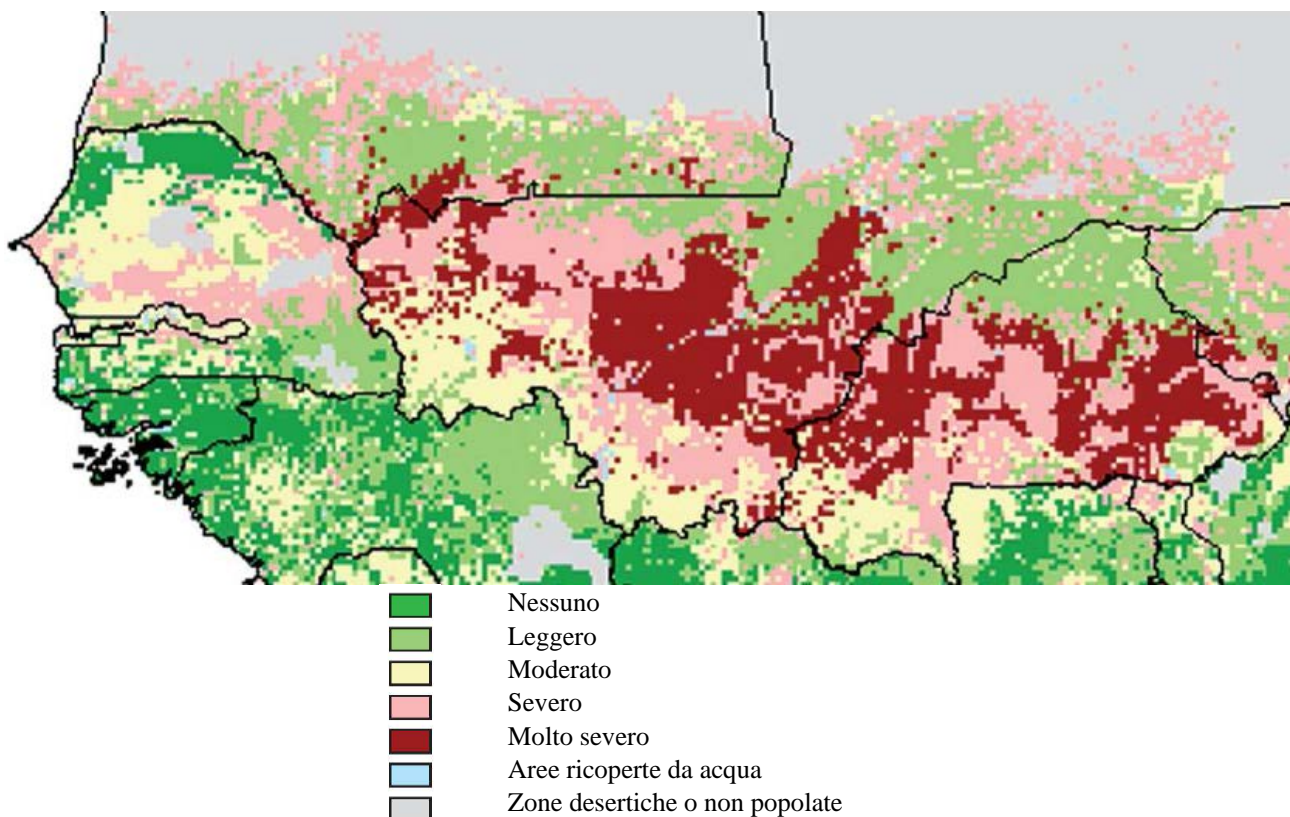 Nessuno
Leggero
Moderato
Severo
Molto severo
Aree ricoperte da acqua
Zone desertiche o non popolate